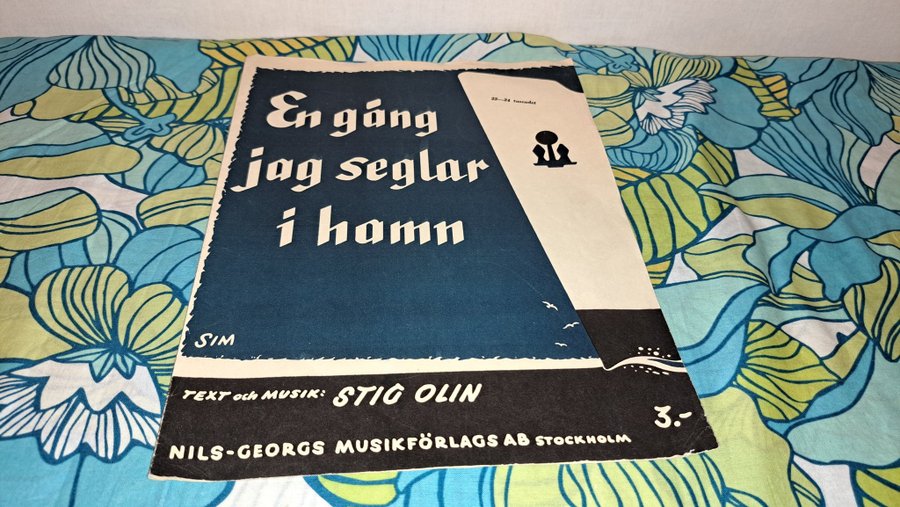 En gång
jag seglar
i hamn
SIM
TEXT och MUSIK: STIG OLIN
3.-
NILS-GEORGS MUSIKFÖRLAGS AB STOCKHOLM